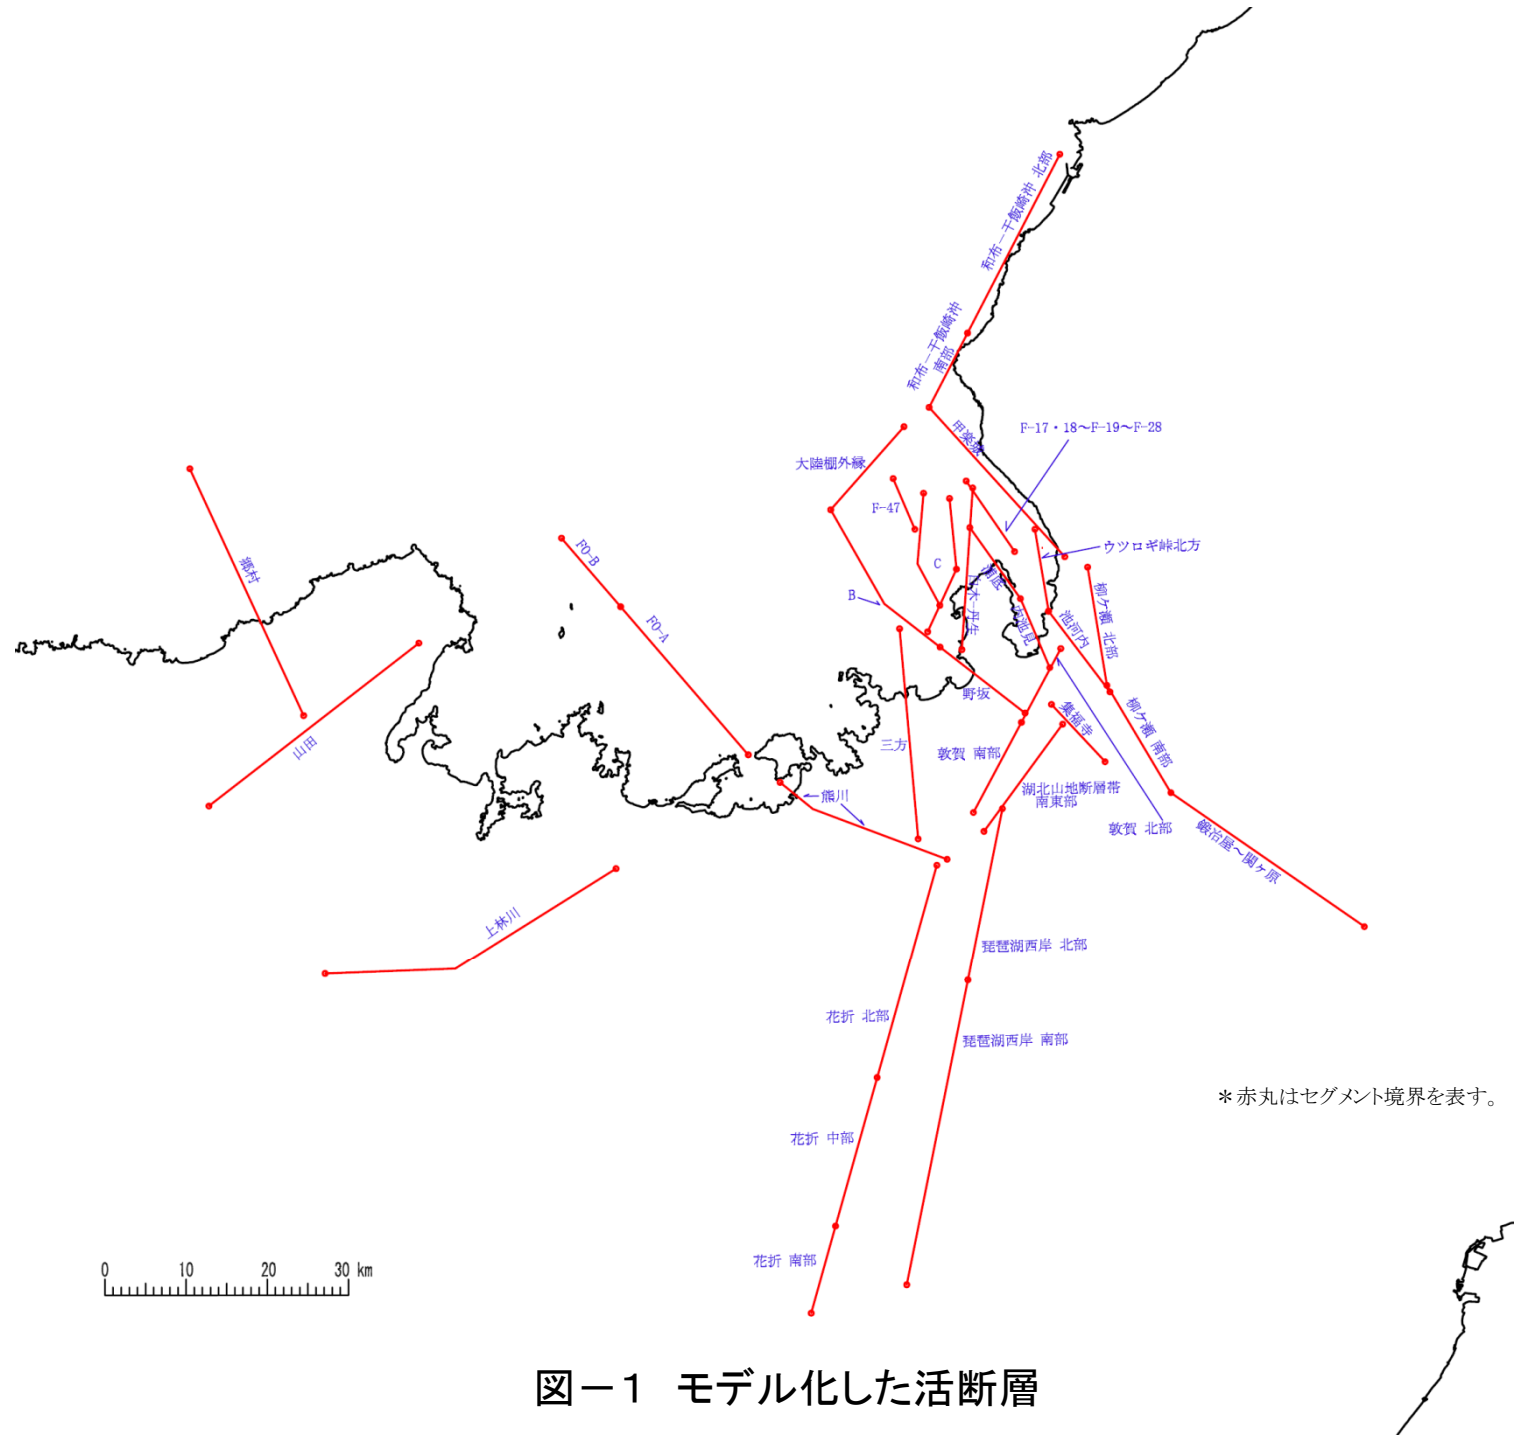 和布－干飯崎沖 北部
和布－干飯崎沖
南部
甲楽城
F-17・18～F-19～F-28
大陸棚外縁
F-47
C
B
白木－丹生
浦底
内池見
ウツロギ峠北方
池河内
柳ケ瀬 北部
柳ケ瀬 南部
郷村
FO-B
FO-A
山田
野坂
三方
集福寺
敦賀 南部
湖北山地断層帯
南東部
熊川
敦賀 北部
鍛冶屋～関ヶ原
上林川
琵琶湖西岸 北部
花折 北部
琵琶湖西岸 南部
＊赤丸はセグメント境界を表す。
花折 中部
花折 南部
0 10 20 30 km
図－１ モデル化した活断層